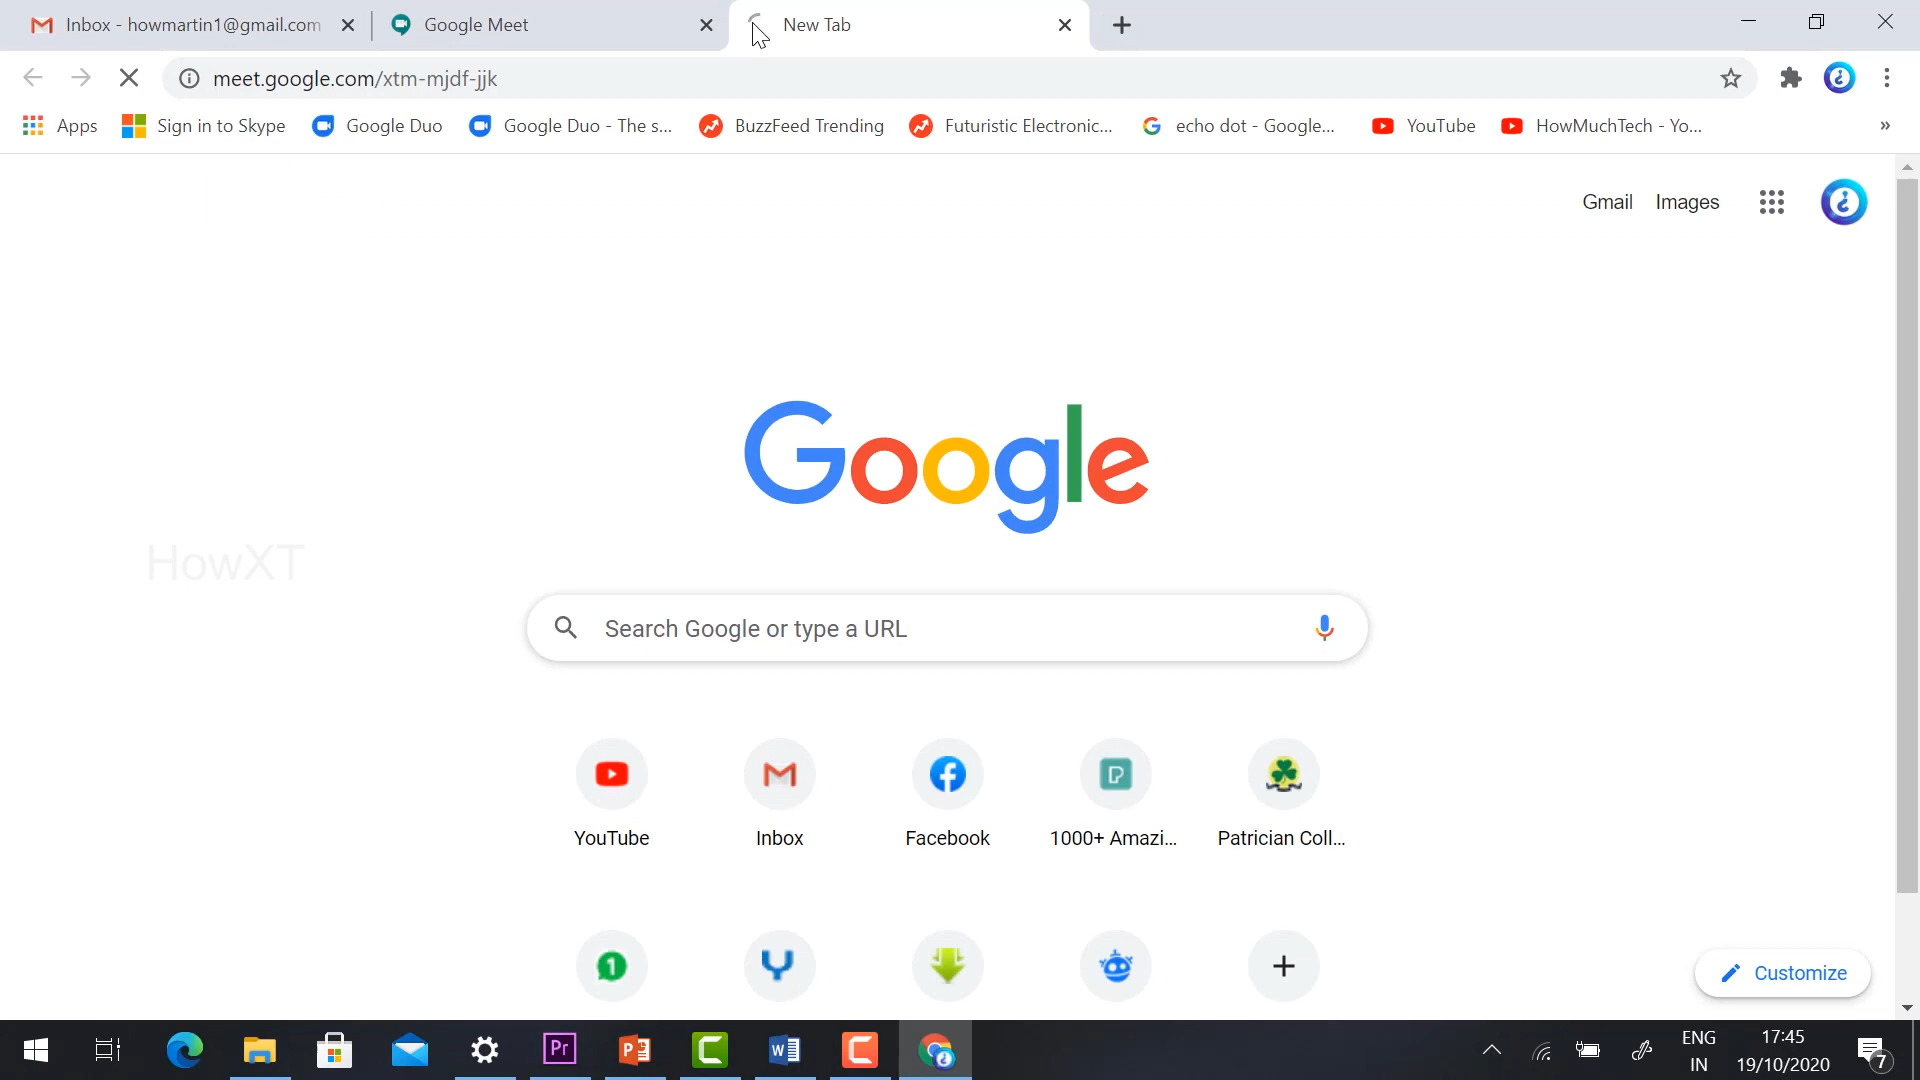 Inbox - howmartin1@gmail.com
Google Meet
New Tab
meet.google.com/xtm-mjdf-jjk
Apps
Sign in to Skype
Google Duo
Google Duo - The s...
BuzzFeed Trending
Futuristic Electronic...
echo dot - Google...
YouTube
HowMuchTech - Yo...
»
Gmail
Images
Google
HowXT
Search Google or type a URL
YouTube
Inbox
Facebook
1000+ Amazi...
Patrician Coll...
1
Customize
Pr
ENG
IN
17:45
19/10/2020
7